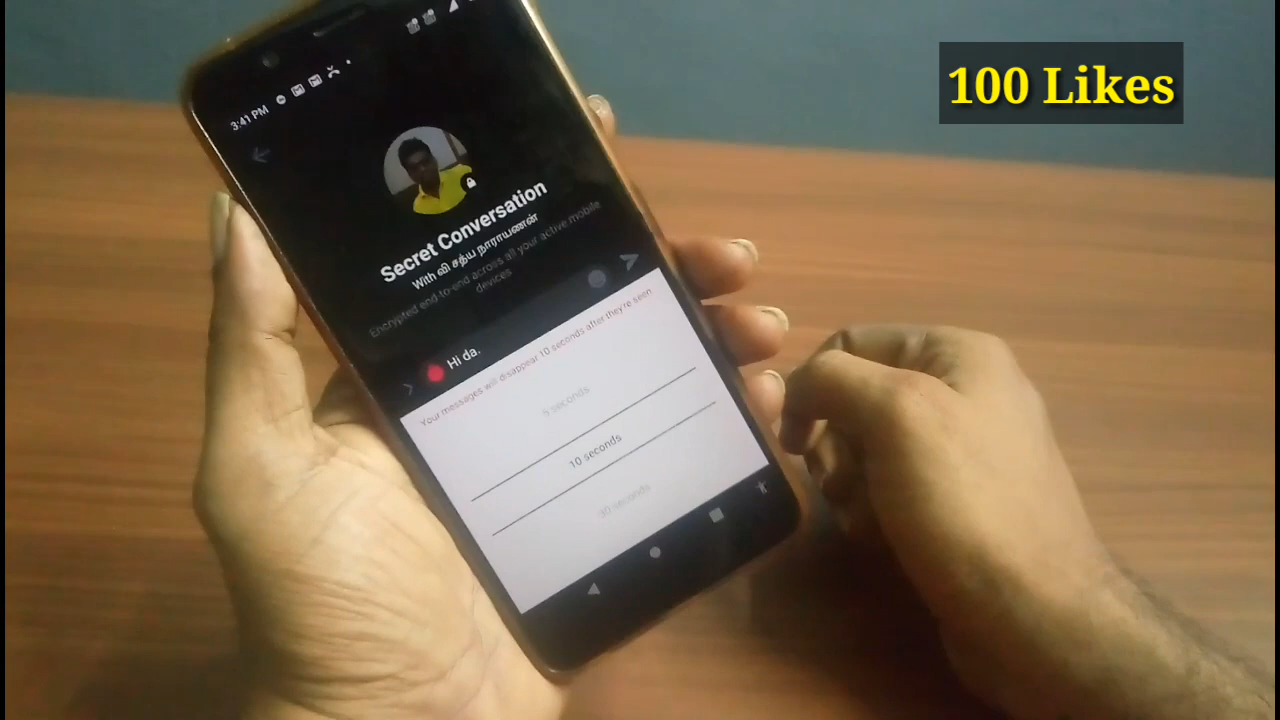 100 Likes
3:41 PM
Secret Conversation
With வி சத்ய நாராயணன்
Encrypted end-to-end across all your active mobile
devices
Hi da.
Your messages will disappear 10 seconds after they're seen
5 seconds
10 seconds
30 seconds